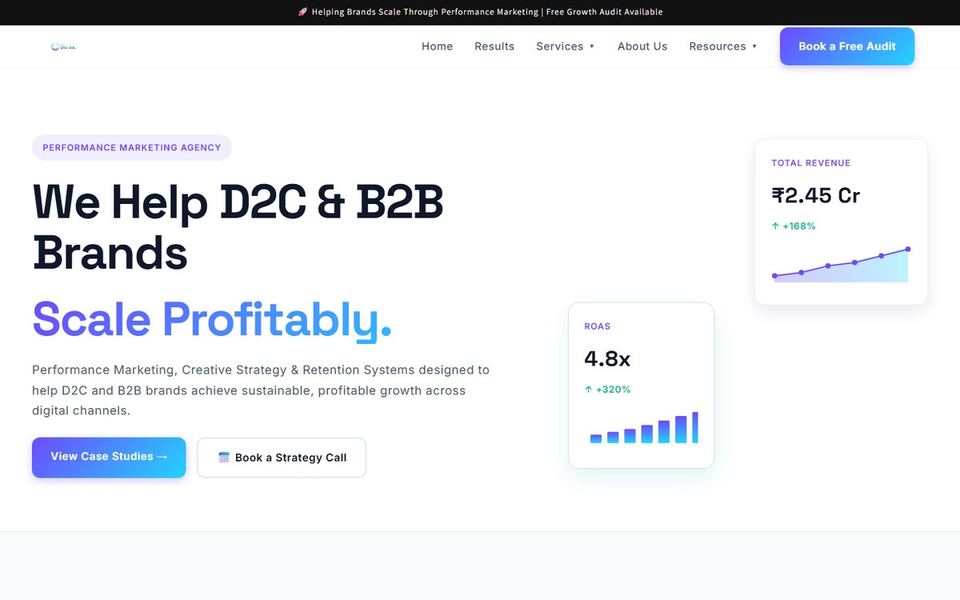 🚀 Helping Brands Scale Through Performance Marketing | Free Growth Audit Available
Home Results Services ▼ About Us Resources ▼ Book a Free Audit
PERFORMANCE MARKETING AGENCY
We Help D2C & B2B
Brands
Scale Profitably.
Performance Marketing, Creative Strategy & Retention Systems designed to
help D2C and B2B brands achieve sustainable, profitable growth across
digital channels.
View Case Studies →
📅 Book a Strategy Call
ROAS
4.8x
↑ +320%
TOTAL REVENUE
₹2.45 Cr
↑ +168%